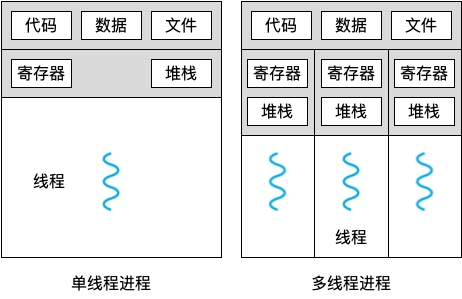 代码 数据 文件
寄存器 堆栈
线程
单线程进程
代码 数据 文件
寄存器 寄存器 寄存器
堆栈 堆栈 堆栈
线程
多线程进程